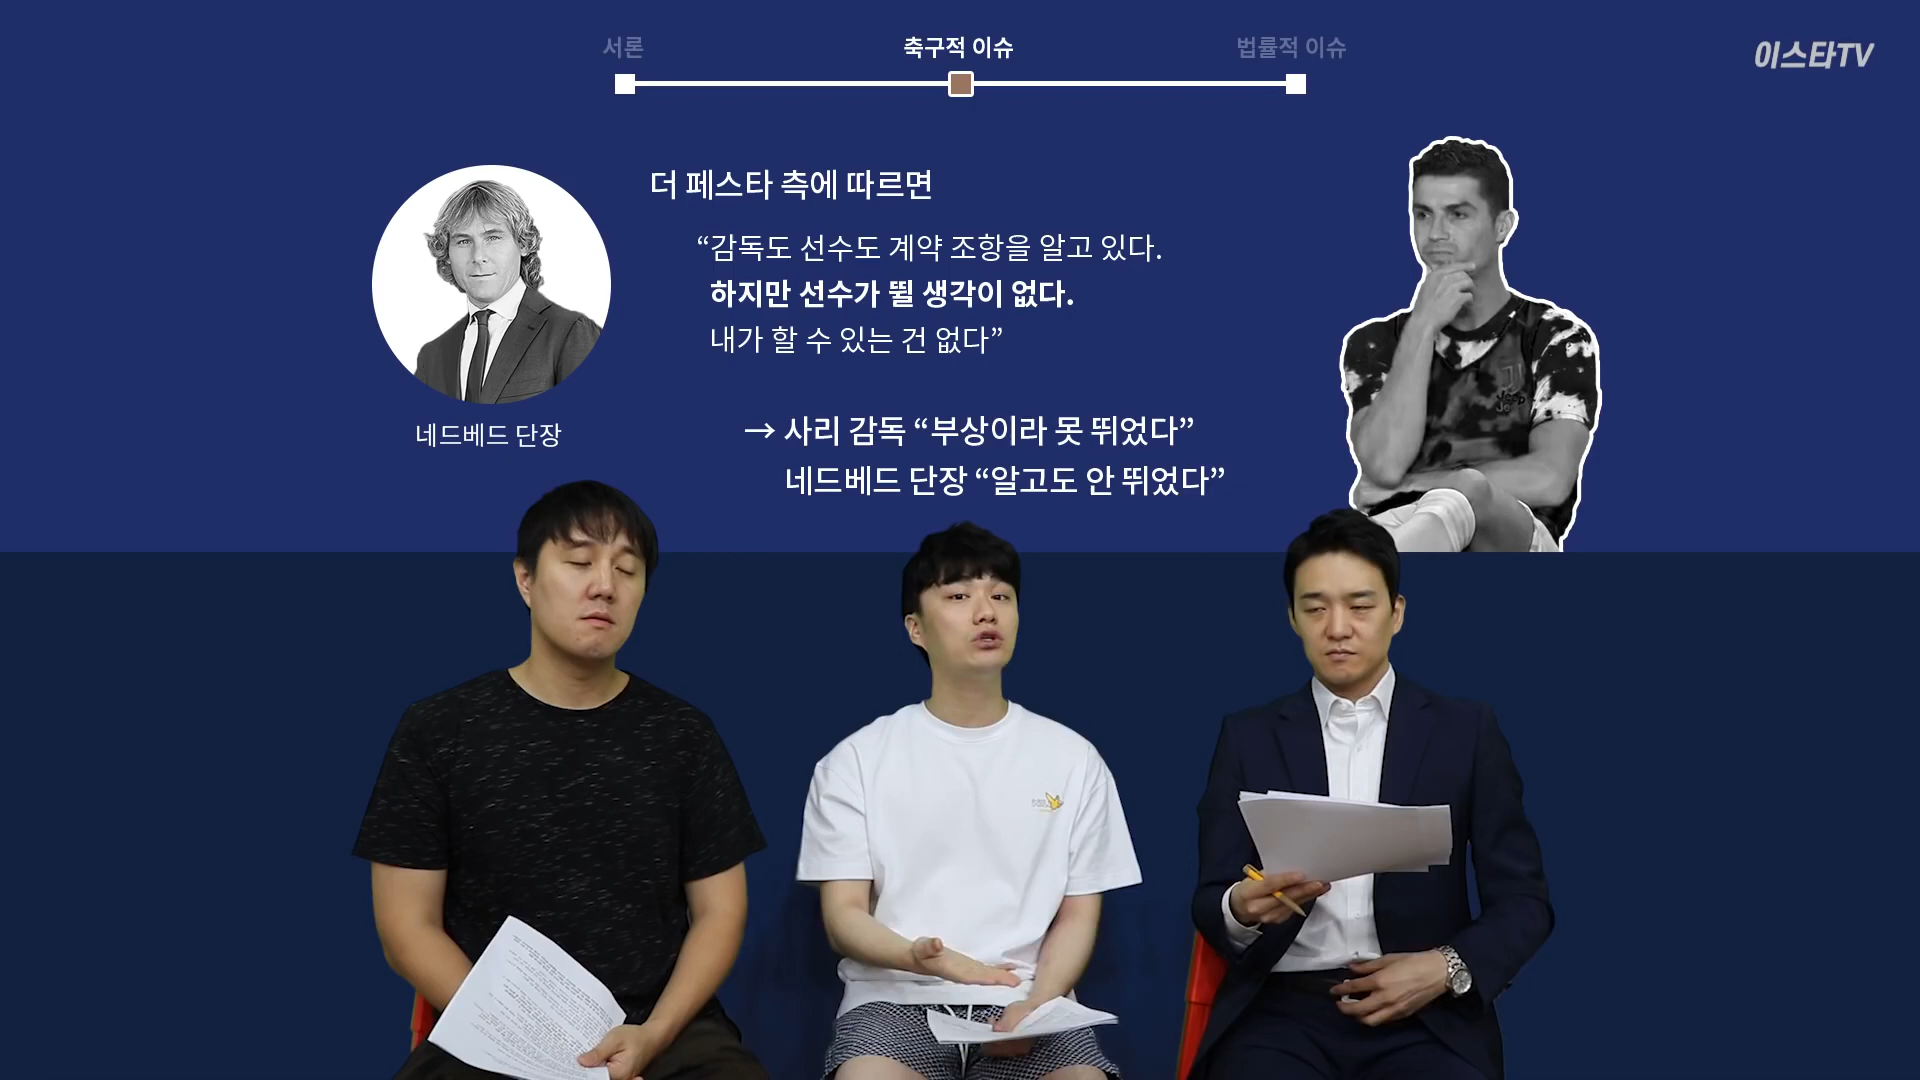 서론
축구적 이슈
법률적 이슈
이스타TV
더 페스타 측에 따르면
“감독도 선수도 계약 조항을 알고 있다.
하지만 선수가 뛸 생각이 없다.
내가 할 수 있는 건 없다”
네드베드 단장
→ 사리 감독 “부상이라 못 뛰었다”
네드베드 단장 “알고도 안 뛰었다”
Jeep